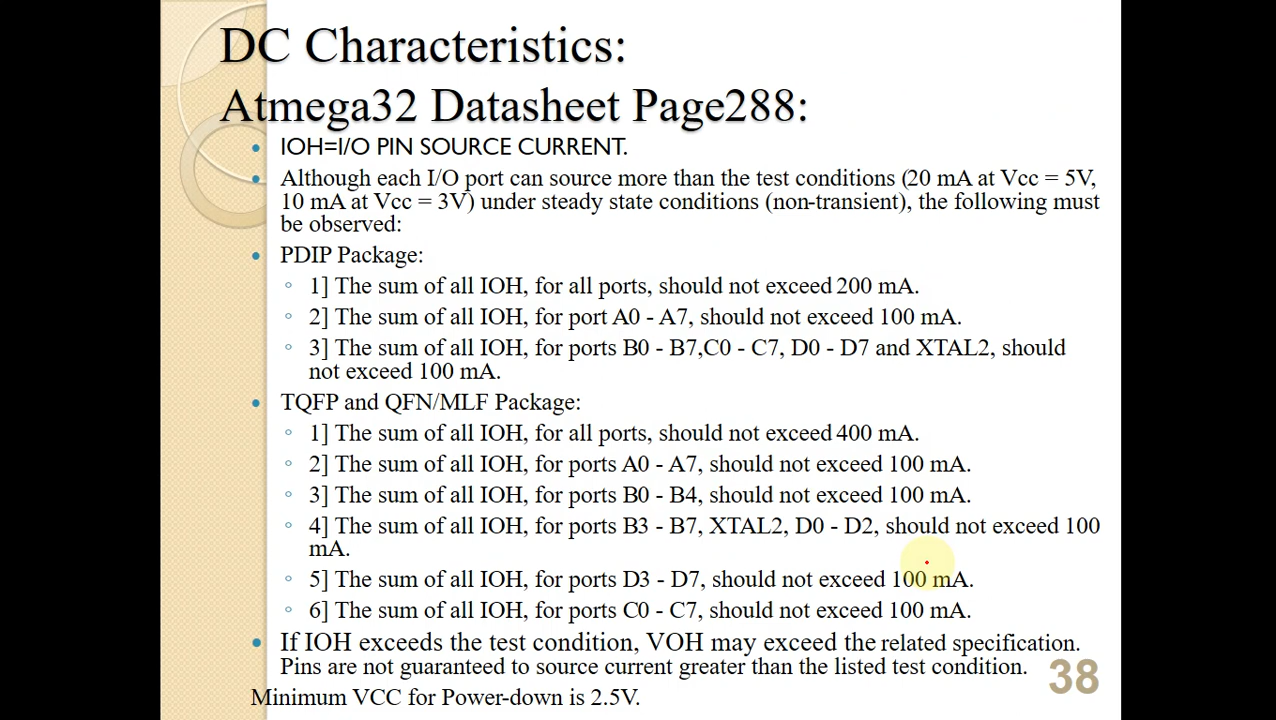 DC Characteristics:
Atmega32 Datasheet Page288:
IOH=I/O PIN SOURCE CURRENT.
Although each I/O port can source more than the test conditions (20 mA at Vcc = 5V,
10 mA at Vcc = 3V) under steady state conditions (non-transient), the following must
be observed:
PDIP Package:
1] The sum of all IOH, for all ports, should not exceed 200 mA.
2] The sum of all IOH, for port A0 - A7, should not exceed 100 mA.
3] The sum of all IOH, for ports B0 - B7,C0 - C7, D0 - D7 and XTAL2, should
not exceed 100 mA.
TQFP and QFN/MLF Package:
1] The sum of all IOH, for all ports, should not exceed 400 mA.
2] The sum of all IOH, for ports A0 - A7, should not exceed 100 mA.
3] The sum of all IOH, for ports B0 - B4, should not exceed 100 mA.
4] The sum of all IOH, for ports B3 - B7, XTAL2, D0 - D2, should not exceed 100
mA.
5] The sum of all IOH, for ports D3 - D7, should not exceed 100 mA.
6] The sum of all IOH, for ports C0 - C7, should not exceed 100 mA.
If IOH exceeds the test condition, VOH may exceed the related specification.
Pins are not guaranteed to source current greater than the listed test condition.
38
Minimum VCC for Power-down is 2.5V.